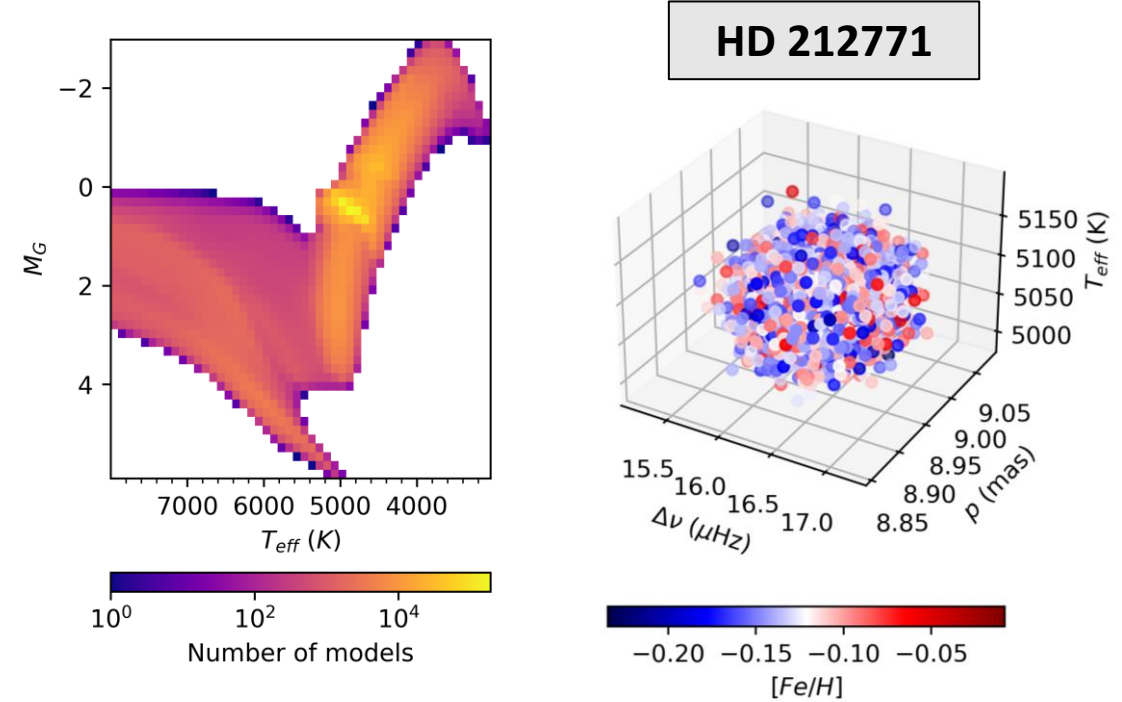 HD 212771
−2
0
2
4
M_G
7000 6000 5000 4000
T_eff (K)
10^0 10^2 10^4
Number of models
5150
5100
5050
5000
T_eff (K)
9.05
9.00
8.95
8.90
8.85
p (mas)
15.5
16.0
16.5
17.0
Δν (μHz)
−0.20 −0.15 −0.10 −0.05
[Fe/H]